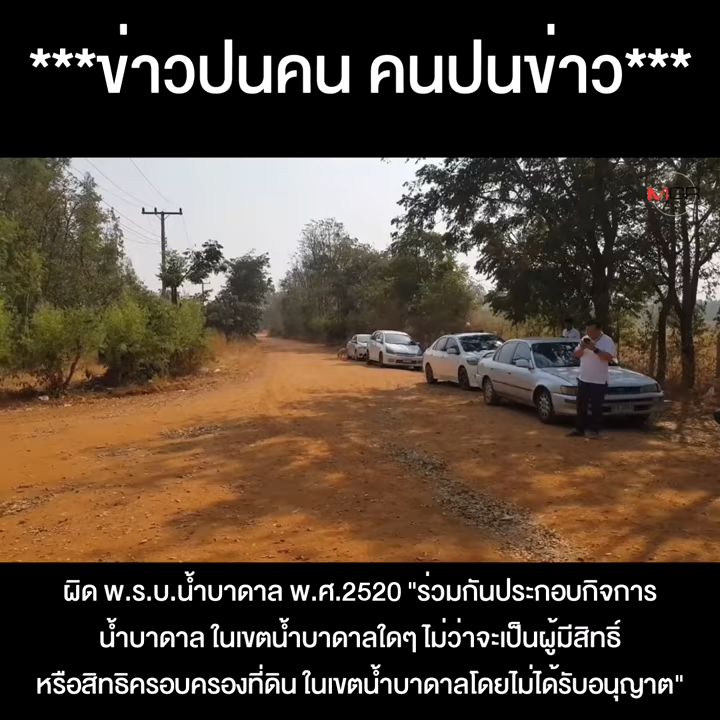 ***ข่าวปนคน คนปนข่าว***
MGR
ผิด พ.ร.บ.น้ำบาดาล พ.ศ.2520 "ร่วมกันประกอบกิจการ
น้ำบาดาล ในเขตน้ำบาดาลใดๆ ไม่ว่าจะเป็นผู้มีสิทธิ์
หรือสิทธิครอบครองที่ดิน ในเขตน้ำบาดาลโดยไม่ได้รับอนุญาต"